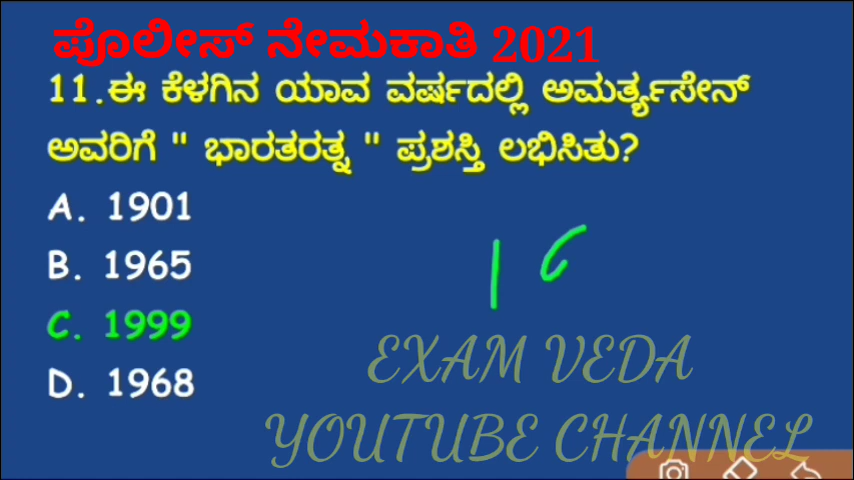 ಪೊಲೀಸ್ ನೇಮಕಾತಿ 2021
11.ಈ ಕೆಳಗಿನ ಯಾವ ವರ್ಷದಲ್ಲಿ ಅಮರ್ತ್ಯಸೇನ್
ಅವರಿಗೆ " ಭಾರತರತ್ನ " ಪ್ರಶಸ್ತಿ ಲಭಿಸಿತು?
A. 1901
B. 1965
C. 1999
D. 1968
EXAM VEDA
YOUTUBE CHANNEL